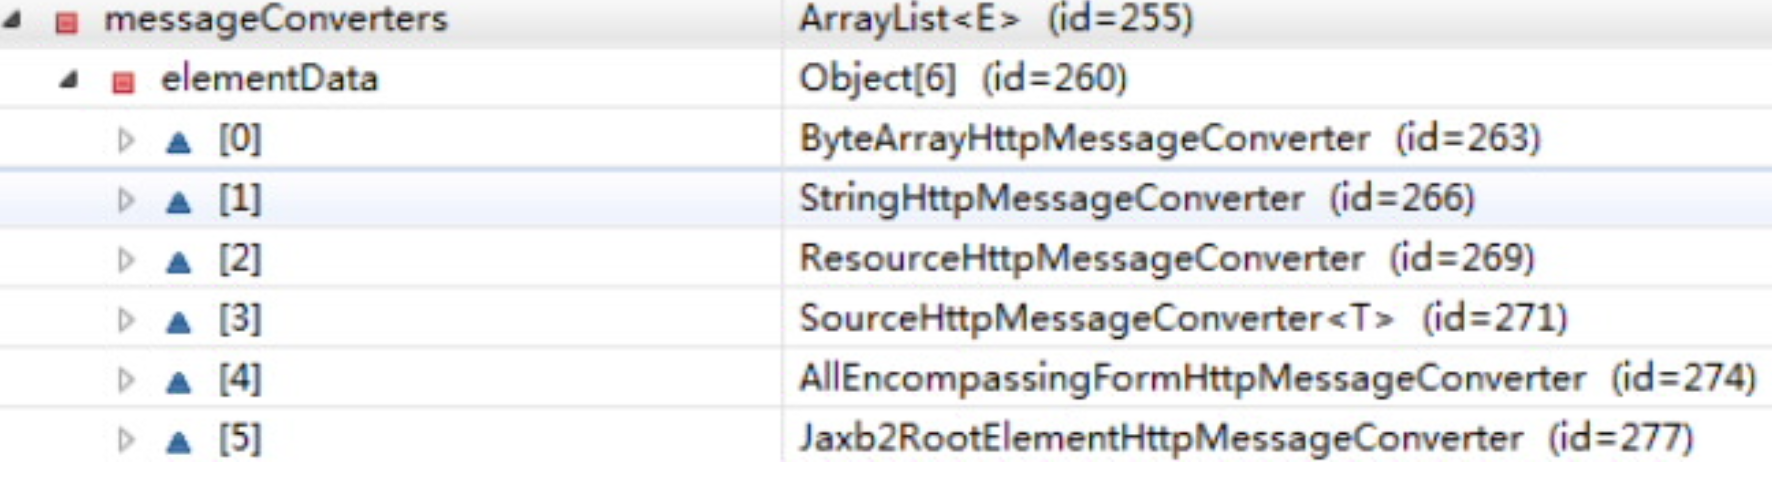 messageConverters ArrayList<E> (id=255)
elementData Object[6] (id=260)
[0] ByteArrayHttpMessageConverter (id=263)
[1] StringHttpMessageConverter (id=266)
[2] ResourceHttpMessageConverter (id=269)
[3] SourceHttpMessageConverter<T> (id=271)
[4] AllEncompassingFormHttpMessageConverter (id=274)
[5] Jaxb2RootElementHttpMessageConverter (id=277)